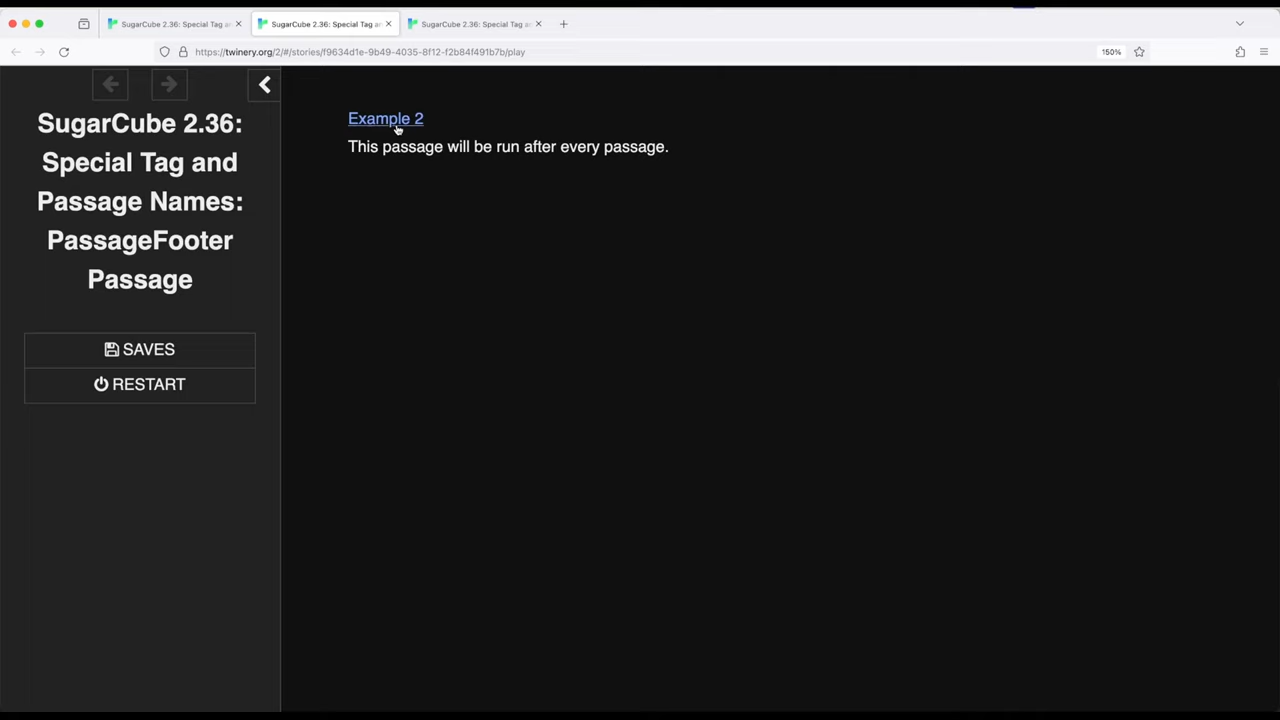 SugarCube 2.36: Special Tag an
SugarCube 2.36: Special Tag an
SugarCube 2.36: Special Tag an
https://twinery.org/2/#/stories/f9634d1e-9b49-4035-8f12-f2b84f491b7b/play
150%
SugarCube 2.36:
Special Tag and
Passage Names:
PassageFooter
Passage
SAVES
RESTART
Example 2
This passage will be run after every passage.